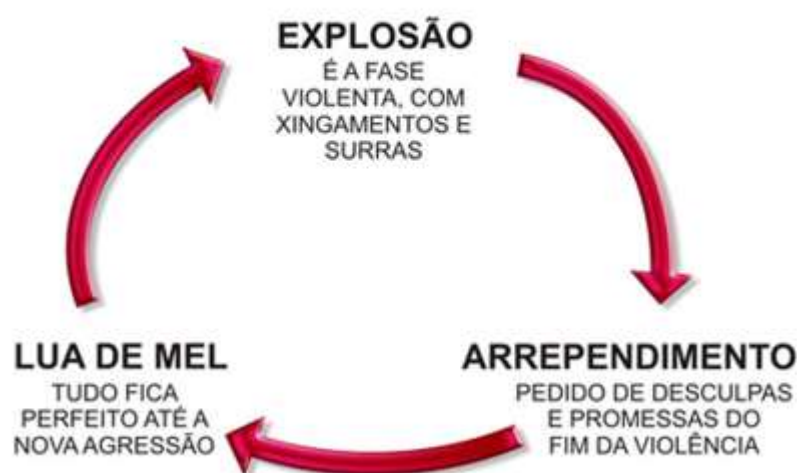 EXPLOSÃO
É A FASE
VIOLENTA, COM
XINGAMENTOS E
SURRAS
ARREPENDIMENTO
PEDIDO DE DESCULPAS
E PROMESSAS DO
FIM DA VIOLÊNCIA
LUA DE MEL
TUDO FICA
PERFEITO ATÉ A
NOVA AGRESSÃO